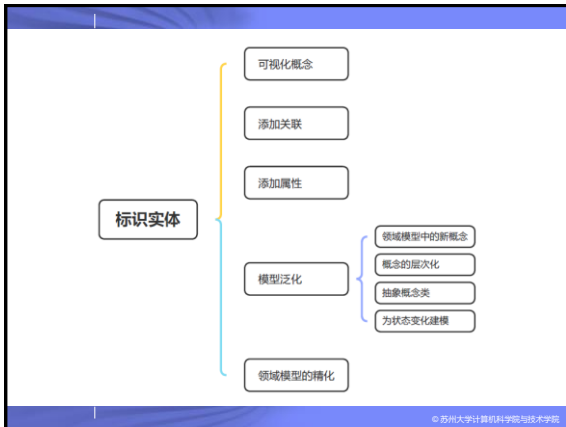 可视化概念
添加关联
添加属性
标识实体
领域模型中的新概念
概念的层次化
模型泛化
抽象概念类
为状态变化建模
领域模型的精化
© 苏州大学计算机科学院与技术学院